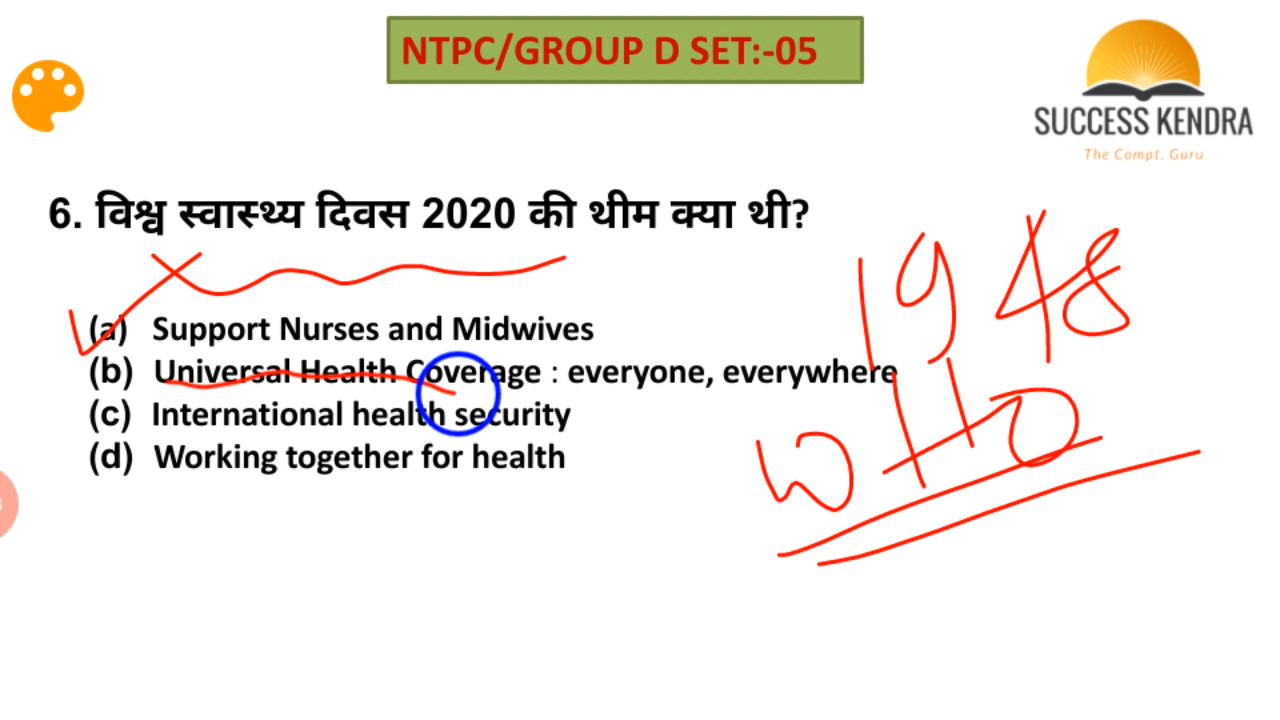 NTPC/GROUP D SET:-05
SUCCESS KENDRA
The Compt. Guru
6. विश्व स्वास्थ्य दिवस 2020 की थीम क्या थी?
1948
(a) Support Nurses and Midwives
(b) Universal Health Coverage : everyone, everywhere
(c) International health security
(d) Working together for health
WHO